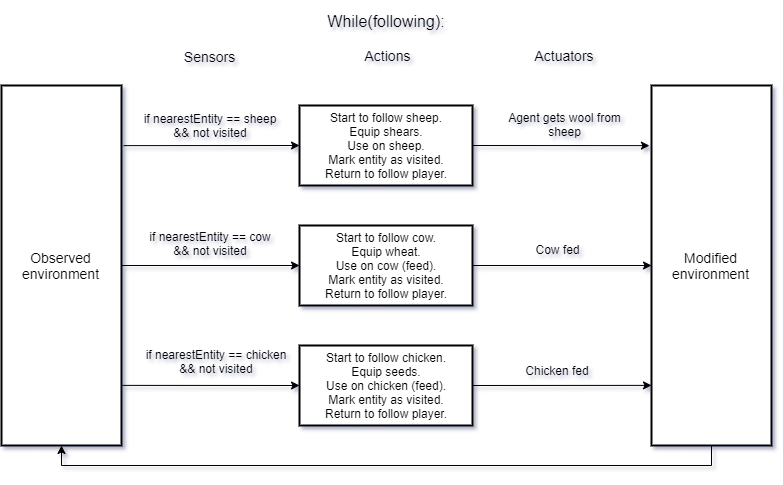 While(following):
Sensors
Actions
Actuators
Observed
environment
if nearestEntity == sheep
&& not visited
Start to follow sheep.
Equip shears.
Use on sheep.
Mark entity as visited.
Return to follow player.
Agent gets wool from
sheep
if nearestEntity == cow
&& not visited
Start to follow cow.
Equip wheat.
Use on cow (feed).
Mark entity as visited.
Return to follow player.
Cow fed
if nearestEntity == chicken
&& not visited
Start to follow chicken.
Equip seeds.
Use on chicken (feed).
Mark entity as visited.
Return to follow player.
Chicken fed
Modified
environment